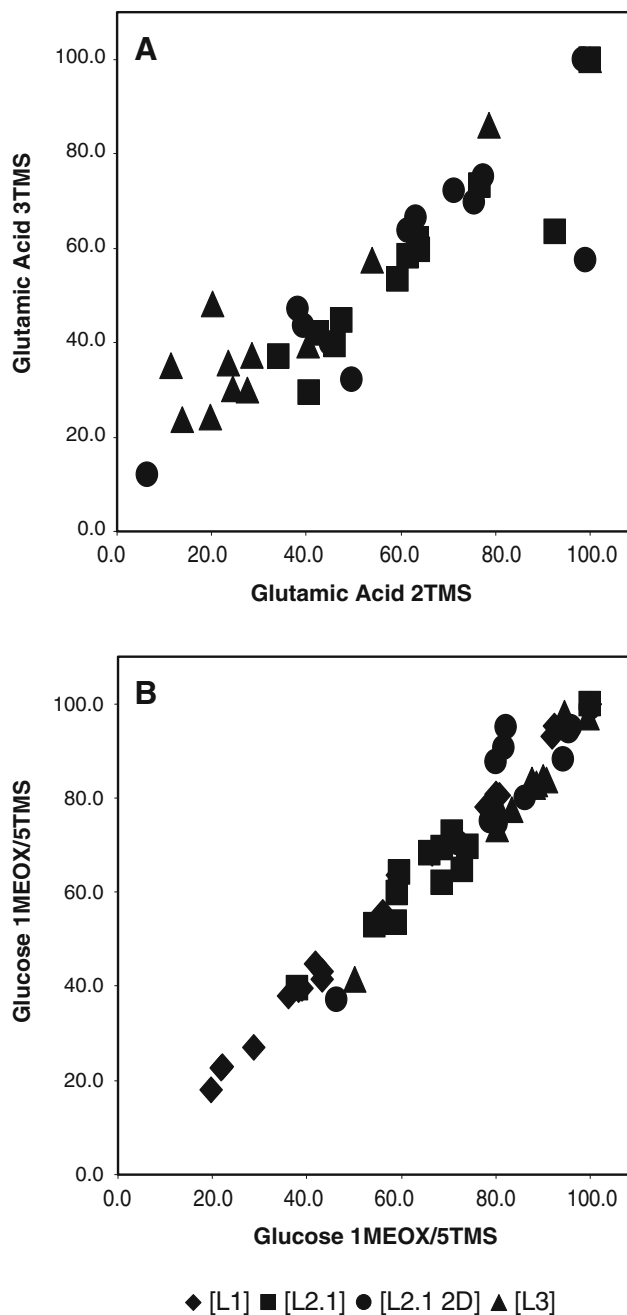 A
100.0
80.0
60.0
40.0
20.0
0.0
Glutamic Acid 3TMS
0.0 20.0 40.0 60.0 80.0 100.0
Glutamic Acid 2TMS
B
100.0
80.0
60.0
40.0
20.0
0.0
Glucose 1MEOX/5TMS
0.0 20.0 40.0 60.0 80.0 100.0
Glucose 1MEOX/5TMS
[L1] [L2.1] [L2.1 2D] [L3]